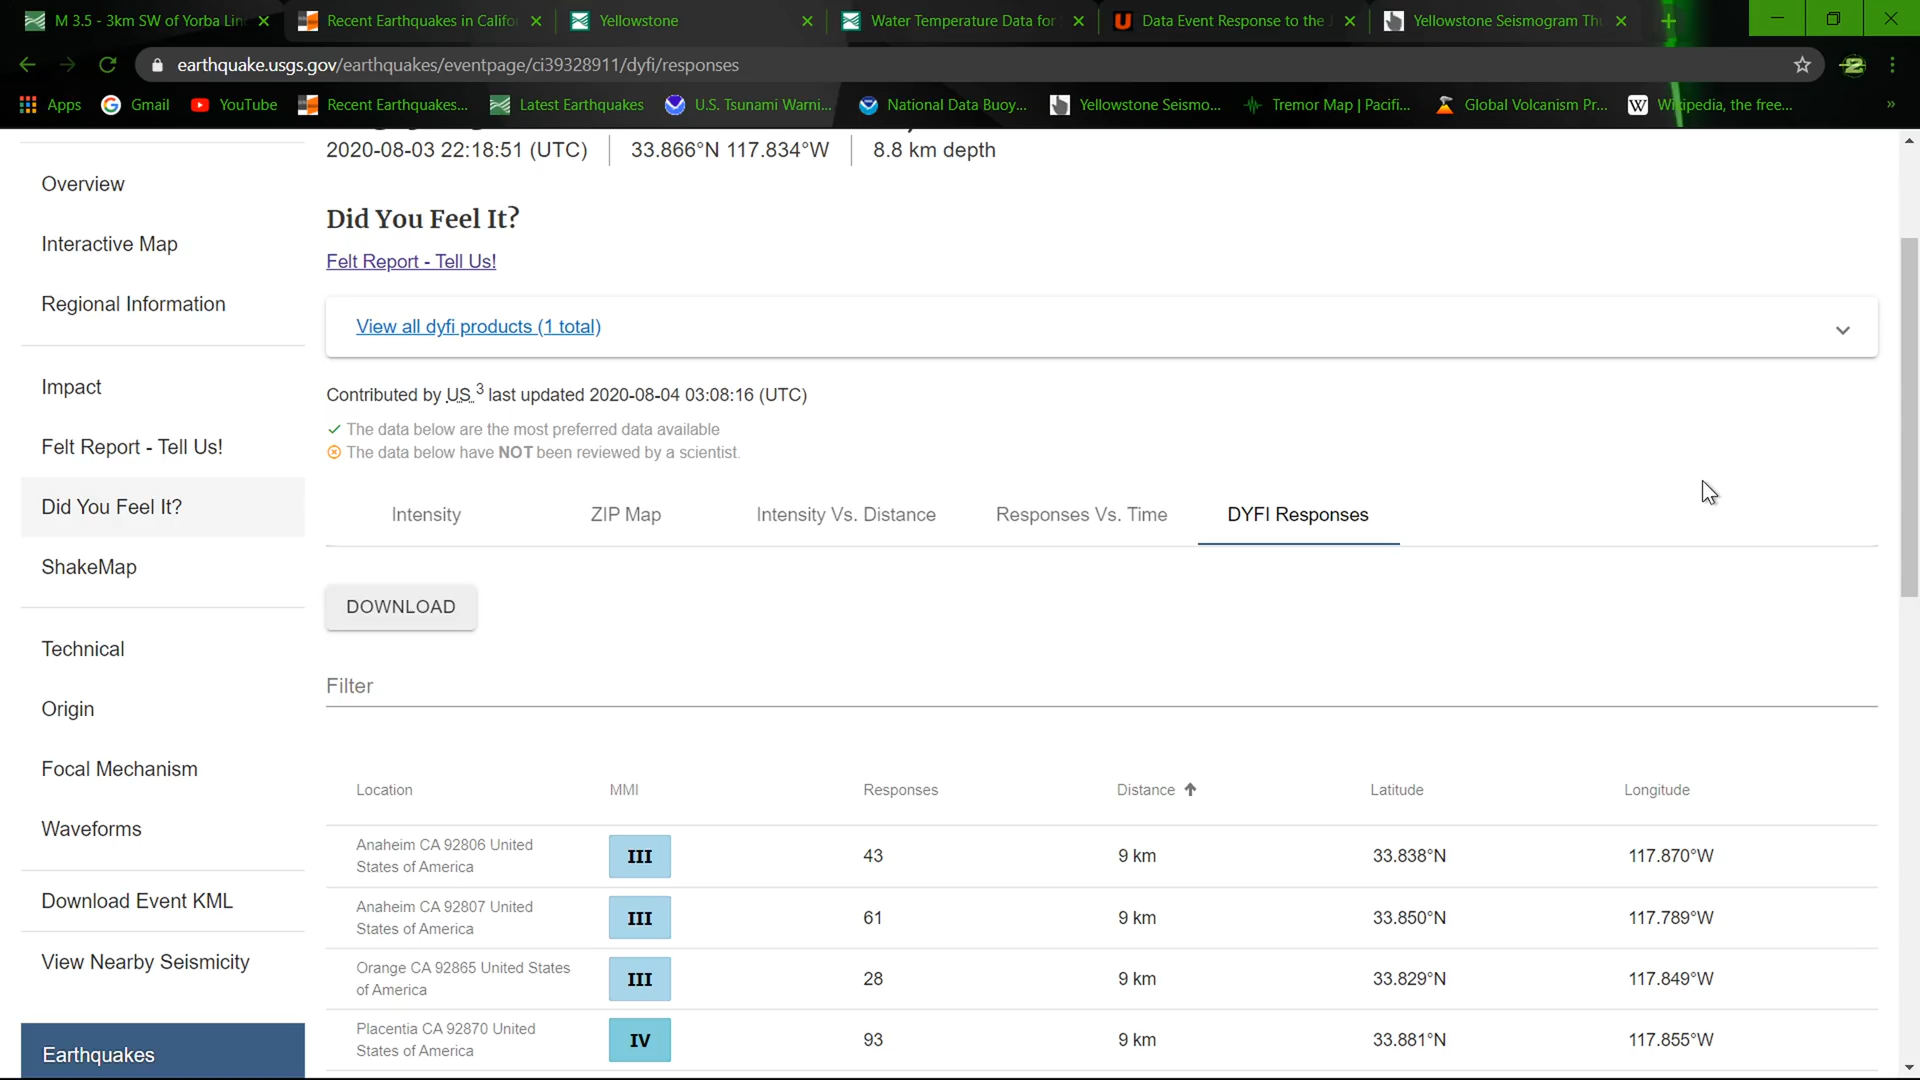 M 3.5 - 3km SW of Yorba Lin
Recent Earthquakes in Califo
Yellowstone
Water Temperature Data for
Data Event Response to the
Yellowstone Seismogram Th
earthquake.usgs.gov/earthquakes/eventpage/ci39328911/dyfi/responses
Apps
Gmail
YouTube
Recent Earthquakes...
Latest Earthquakes
U.S. Tsunami Warni...
National Data Buoy...
Yellowstone Seismo...
Tremor Map | Pacifi...
Global Volcanism Pr...
Wikipedia, the free...
2020-08-03 22:18:51 (UTC)
33.866°N 117.834°W
8.8 km depth
Overview
Interactive Map
Regional Information
Impact
Felt Report - Tell Us!
Did You Feel It?
ShakeMap
Technical
Origin
Focal Mechanism
Waveforms
Download Event KML
View Nearby Seismicity
Earthquakes
Did You Feel It?
Felt Report - Tell Us!
View all dyfi products (1 total)
Contributed by US 3 last updated 2020-08-04 03:08:16 (UTC)
The data below are the most preferred data available
The data below have NOT been reviewed by a scientist.
Intensity
ZIP Map
Intensity Vs. Distance
Responses Vs. Time
DYFI Responses
DOWNLOAD
Filter
Location MMI Responses Distance Latitude Longitude
Anaheim CA 92806 United
States of America
III 43 9 km 33.838°N 117.870°W
Anaheim CA 92807 United
States of America
III 61 9 km 33.850°N 117.789°W
Orange CA 92865 United States
of America
III 28 9 km 33.829°N 117.849°W
Placentia CA 92870 United
States of America
IV 93 9 km 33.881°N 117.855°W